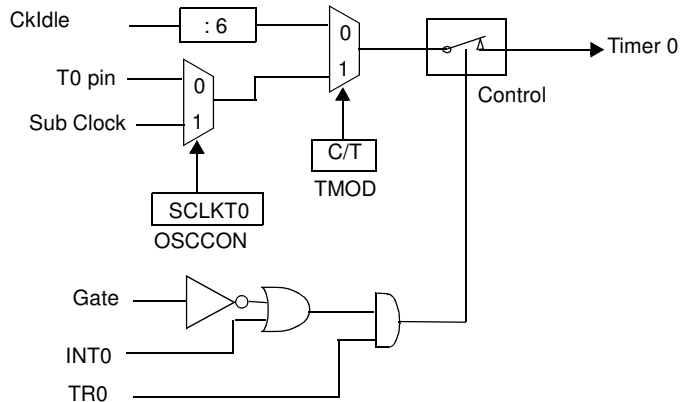 CkIdle
: 6
0
1
Timer 0
Control
T0 pin
0
Sub Clock
1
C/T
TMOD
SCLKT0
OSCCON
Gate
INT0
TR0